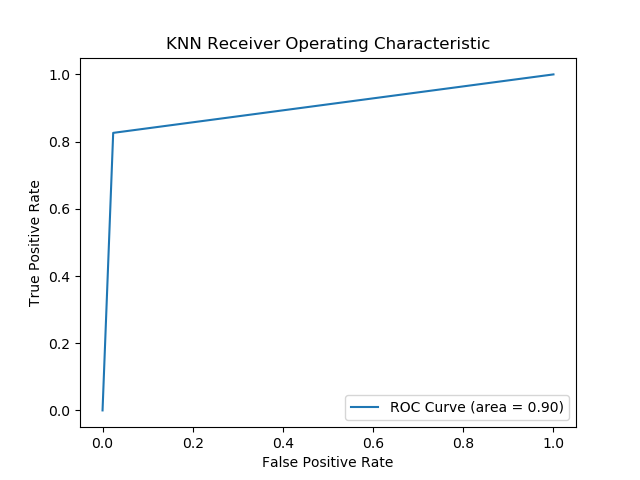 KNN Receiver Operating Characteristic
1.0
0.8
0.6
0.4
0.2
0.0
True Positive Rate
ROC Curve (area = 0.90)
0.0 0.2 0.4 0.6 0.8 1.0
False Positive Rate